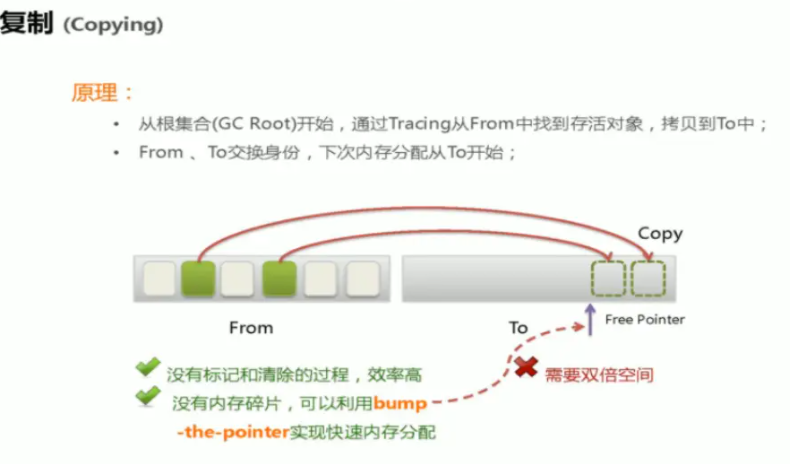 复制 (Copying)
原理：
• 从根集合(GC Root)开始，通过Tracing从From中找到存活对象，拷贝到To中；
• From 、To交换身份，下次内存分配从To开始；
Copy
From
To
Free Pointer
没有标记和清除的过程，效率高
需要双倍空间
没有内存碎片，可以利用bump
-the-pointer实现快速内存分配